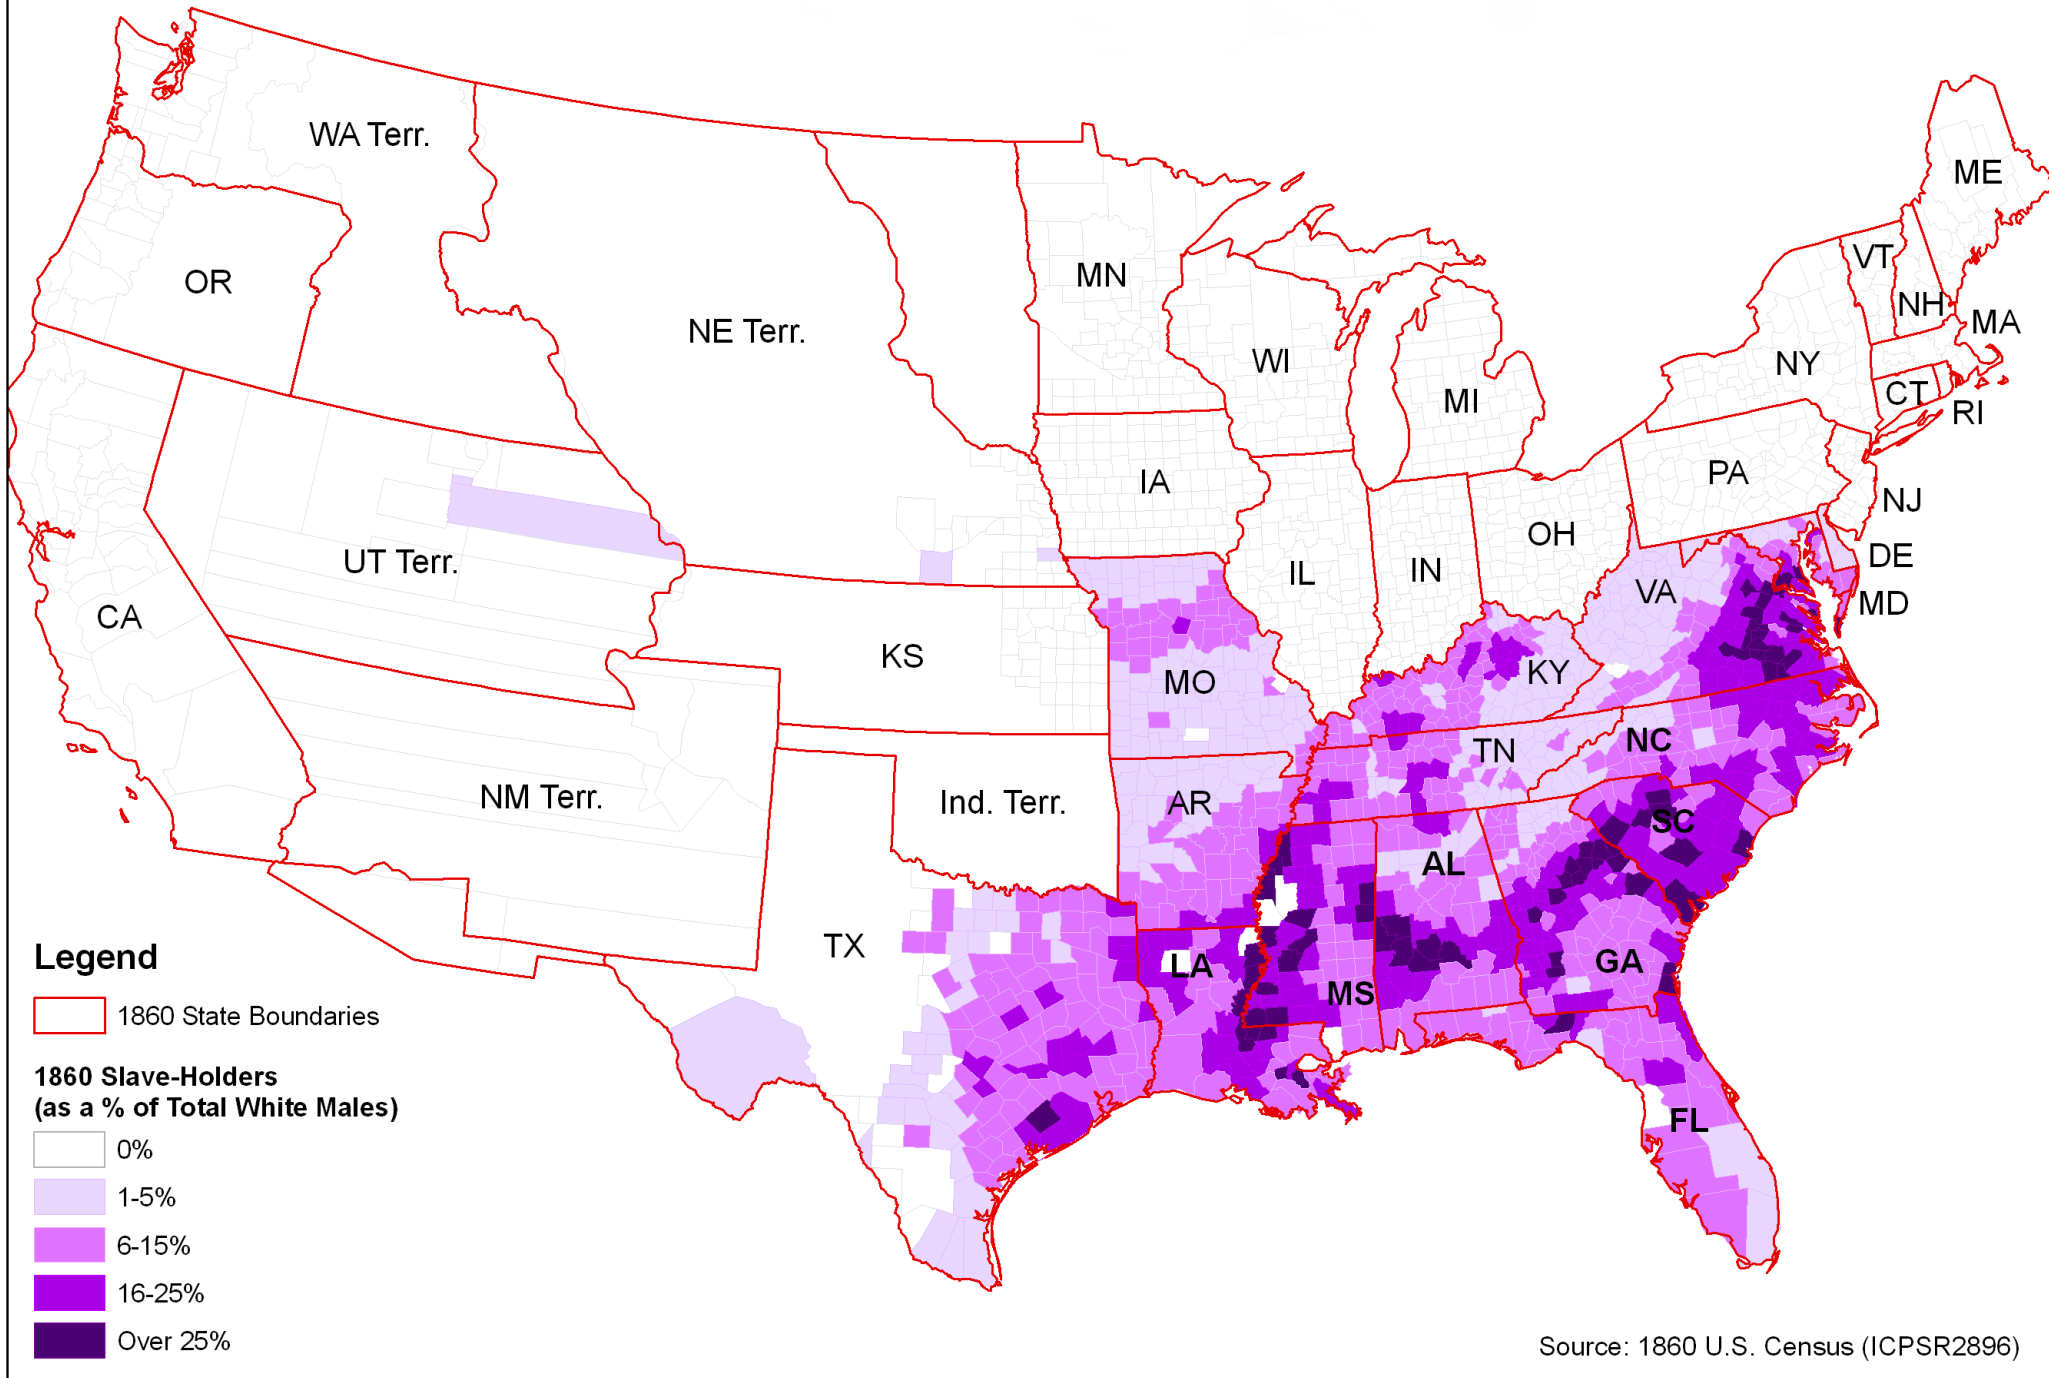 WA Terr.
ME
OR
MN
VT
NH
MA
NE Terr.
WI
NY
MI
CT
RI
IA
PA
NJ
OH
UT Terr.
IL
IN
DE
VA
MD
CA
KS
KY
MO
NC
TN
NM Terr.
Ind. Terr.
AR
SC
AL
TX
GA
LA
MS
FL
Legend
1860 State Boundaries
1860 Slave-Holders
(as a % of Total White Males)
0%
1-5%
6-15%
16-25%
Over 25%
Source: 1860 U.S. Census (ICPSR2896)